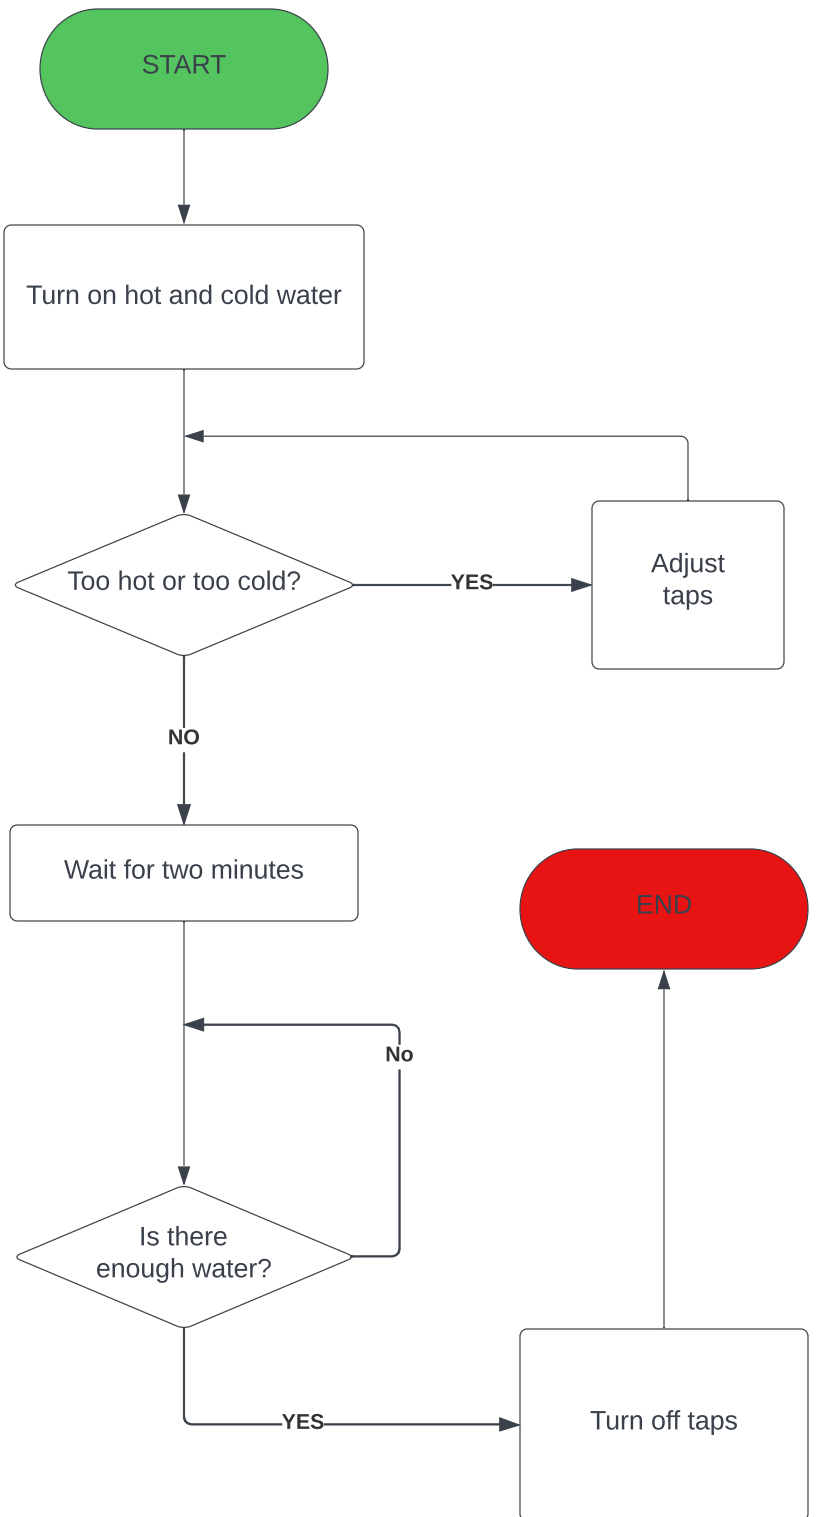 START
Turn on hot and cold water
Too hot or too cold?
YES
Adjust
taps
NO
Wait for two minutes
END
No
Is there
enough water?
YES
Turn off taps